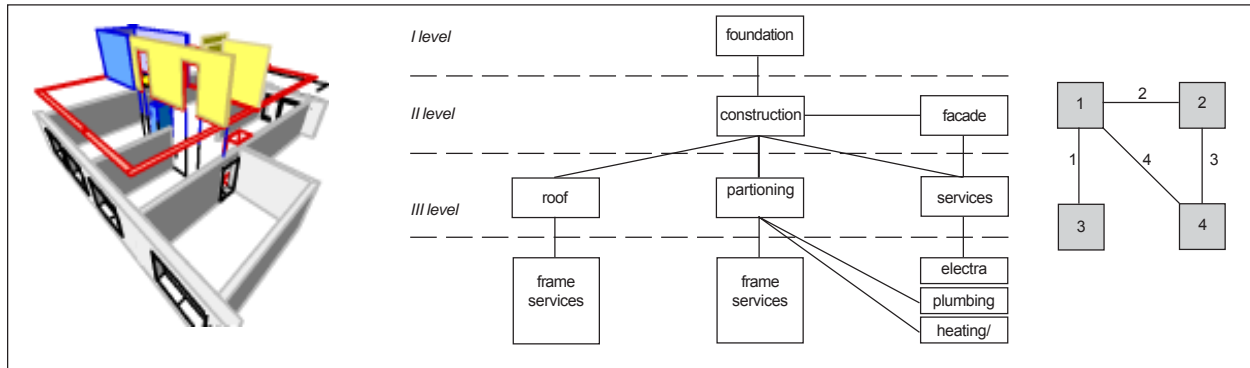 I level
foundation
II level
construction
facade
III level
roof
partioning
services
frame
services
frame
services
electra
plumbing
heating/
1
2
2
1
4
3
3
4